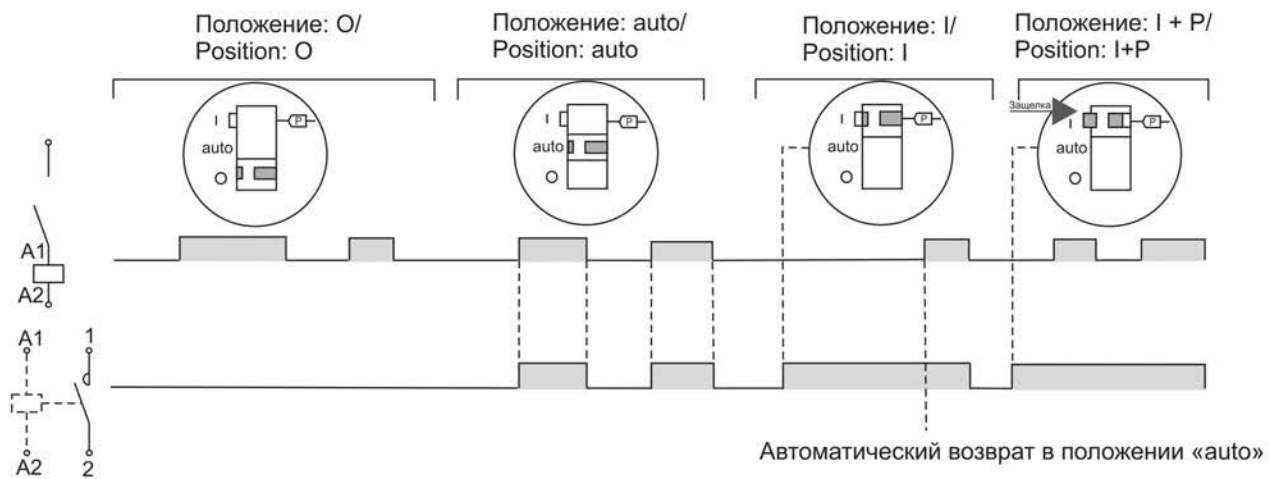 Положение: O/
Position: O
Положение: auto/
Position: auto
Положение: I/
Position: I
Положение: I + P/
Position: I+P
I
P
auto
O
I
P
auto
O
I
P
auto
O
Защелка
I
P
auto
O
A1
A2
A1
1
A2
2
Автоматический возврат в положении «auto»